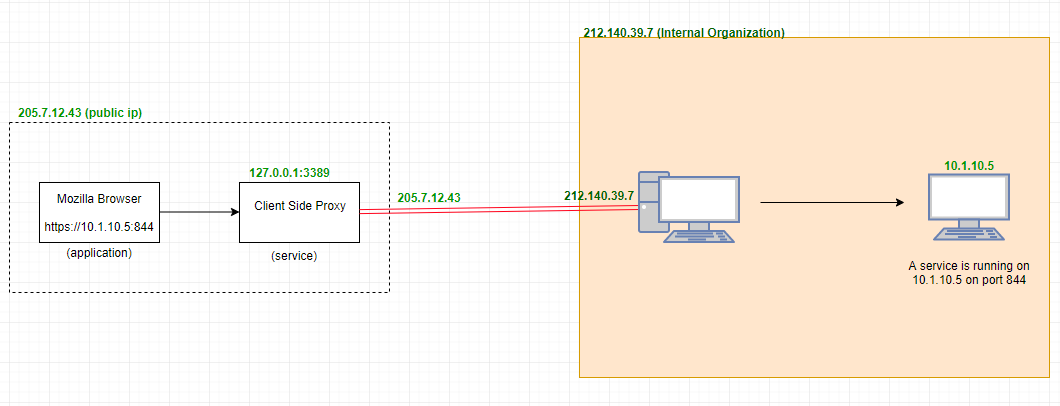 212.140.39.7 (Internal Organization)
205.7.12.43 (public ip)
127.0.0.1:3389
Mozilla Browser
https://10.1.10.5:844
(application)
Client Side Proxy
(service)
205.7.12.43
212.140.39.7
10.1.10.5
A service is running on
10.1.10.5 on port 844